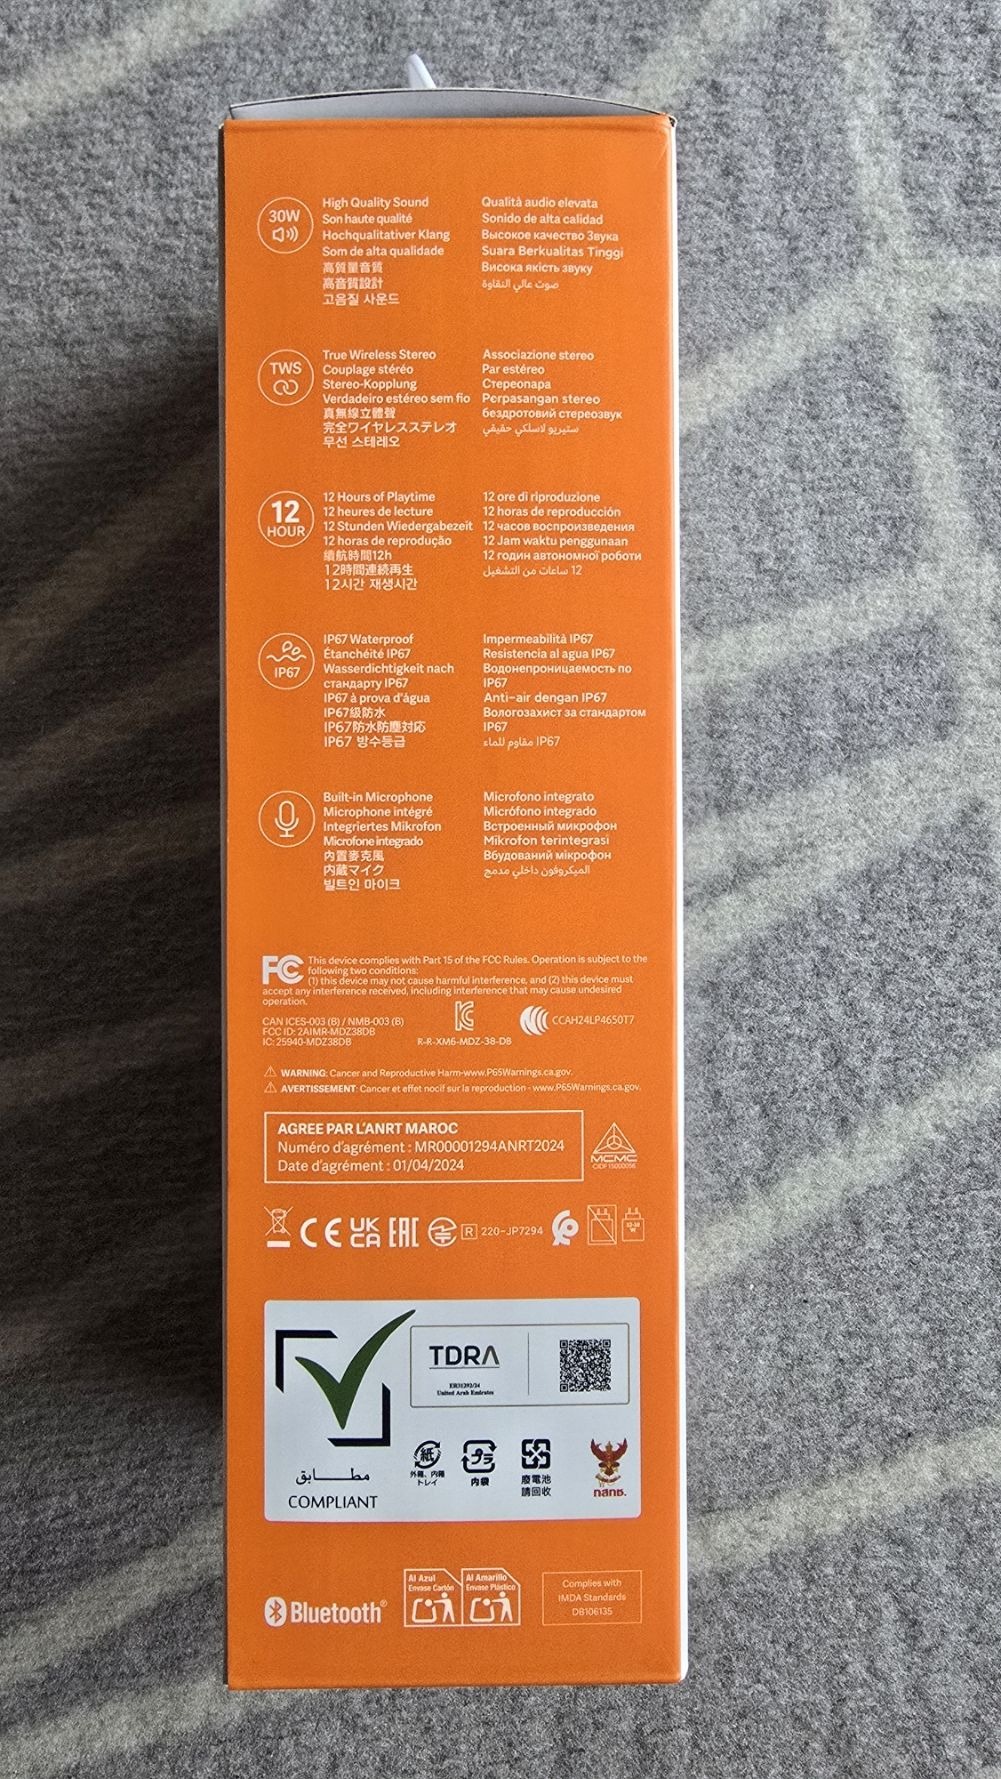 30W
High Quality Sound
Son haute qualité
Hochqualitativer Klang
Som de alta qualidade
高質量音質
高音質設計
고음질 사운드
Qualità audio elevata
Sonido de alta calidad
Высокое качество Звука
Suara Berkualitas Tinggi
Висока якість звуку
صوت عالي النقاوة
TWS
True Wireless Stereo
Couplage stéréo
Stereo-Kopplung
Verdadeiro estéreo sem fio
真無線立體聲
完全ワイヤレスステレオ
무선 스테레오
Associazione stereo
Par estéreo
Стереопара
Perpasangan stereo
бездротовий стереозвук
ستيريو لاسلكي حقيقي
12
HOUR
12 Hours of Playtime
12 heures de lecture
12 Stunden Wiedergabezeit
12 horas de reprodução
續航時間12h
12時間連続再生
12시간 재생시간
12 ore di riproduzione
12 horas de reproducción
12 часов воспроизведения
12 Jam waktu penggunaan
12 годин автономної роботи
12 ساعات من التشغيل
IP67
IP67 Waterproof
Étanchéité IP67
Wasserdichtigkeit nach
стандарту IP67
IP67 à prova d'água
IP67級防水
IP67防水防塵対応
IP67 방수등급
Impermeabilità IP67
Resistencia al agua IP67
Водонепроницаемость по
IP67
Anti-air dengan IP67
Вологозахист за стандартом
IP67
مقاوم للماء IP67
Built-in Microphone
Microphone intégré
Integriertes Mikrofon
Microfone integrado
内置麥克風
内蔵マイク
빌트인 마이크
Microfono integrato
Micrófono integrado
Встроенный микрофон
Mikrofon terintegrasi
Вбудований мікрофон
الميكروفون داخلي مدمج
FC This device complies with Part 15 of the FCC Rules. Operation is subject to the
following two conditions:
(1) this device may not cause harmful interference, and (2) this device must
accept any interference received, including interference that may cause undesired
operation.
CAN ICES-003 (B) / NMB-003 (B)
FCC ID: 2AIMR-MDZ38DB
IC: 25940-MDZ38DB
R-R-XM6-MDZ-38-DB
CCAH24LP4650T7
WARNING: Cancer and Reproductive Harm-www.P65Warnings.ca.gov.
AVERTISSEMENT: Cancer et effet nocif sur la reproduction - www.P65Warnings.ca.gov.
AGREE PAR L'ANRT MAROC
Numéro d'agrément : MR00001294ANRT2024
Date d'agrément : 01/04/2024
MCMC
CIDF15000056
CE UK CA EAC R 220-JP7294
TDRA
ER31292/24
United Arab Emirates
مطابق
COMPLIANT
紙
外箱、内箱
トレイ
プラ
内袋
廢電池
請回收
กสทช.
Bluetooth®
Al Azul
Envase Cartón
Al Amarillo
Envase Plástico
Complies with
IMDA Standards
DB106135